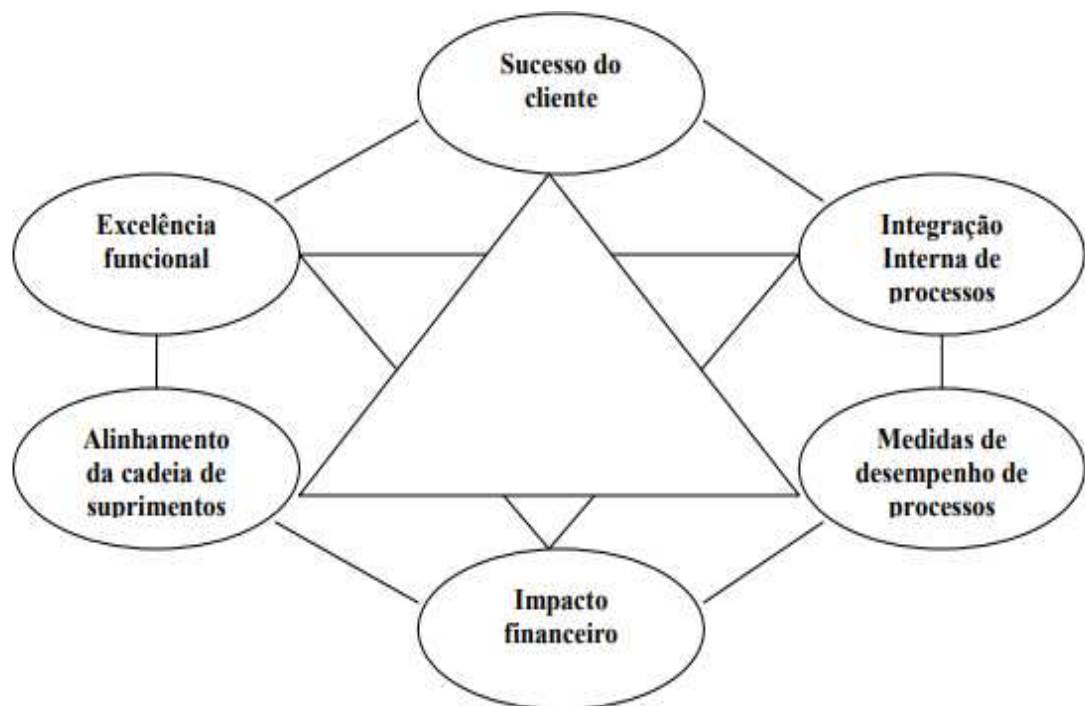 Sucesso do
cliente
Excelência
funcional
Integração
Interna de
processos
Alinhamento
da cadeia de
suprimentos
Medidas de
desempenho de
processos
Impacto
financeiro